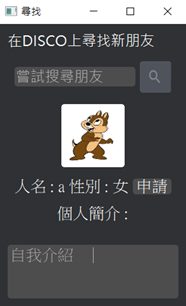 尋找
在DISCO上尋找新朋友
嘗試搜尋朋友
人名 : a 性別 : 女 申請
個人簡介 :
自我介紹